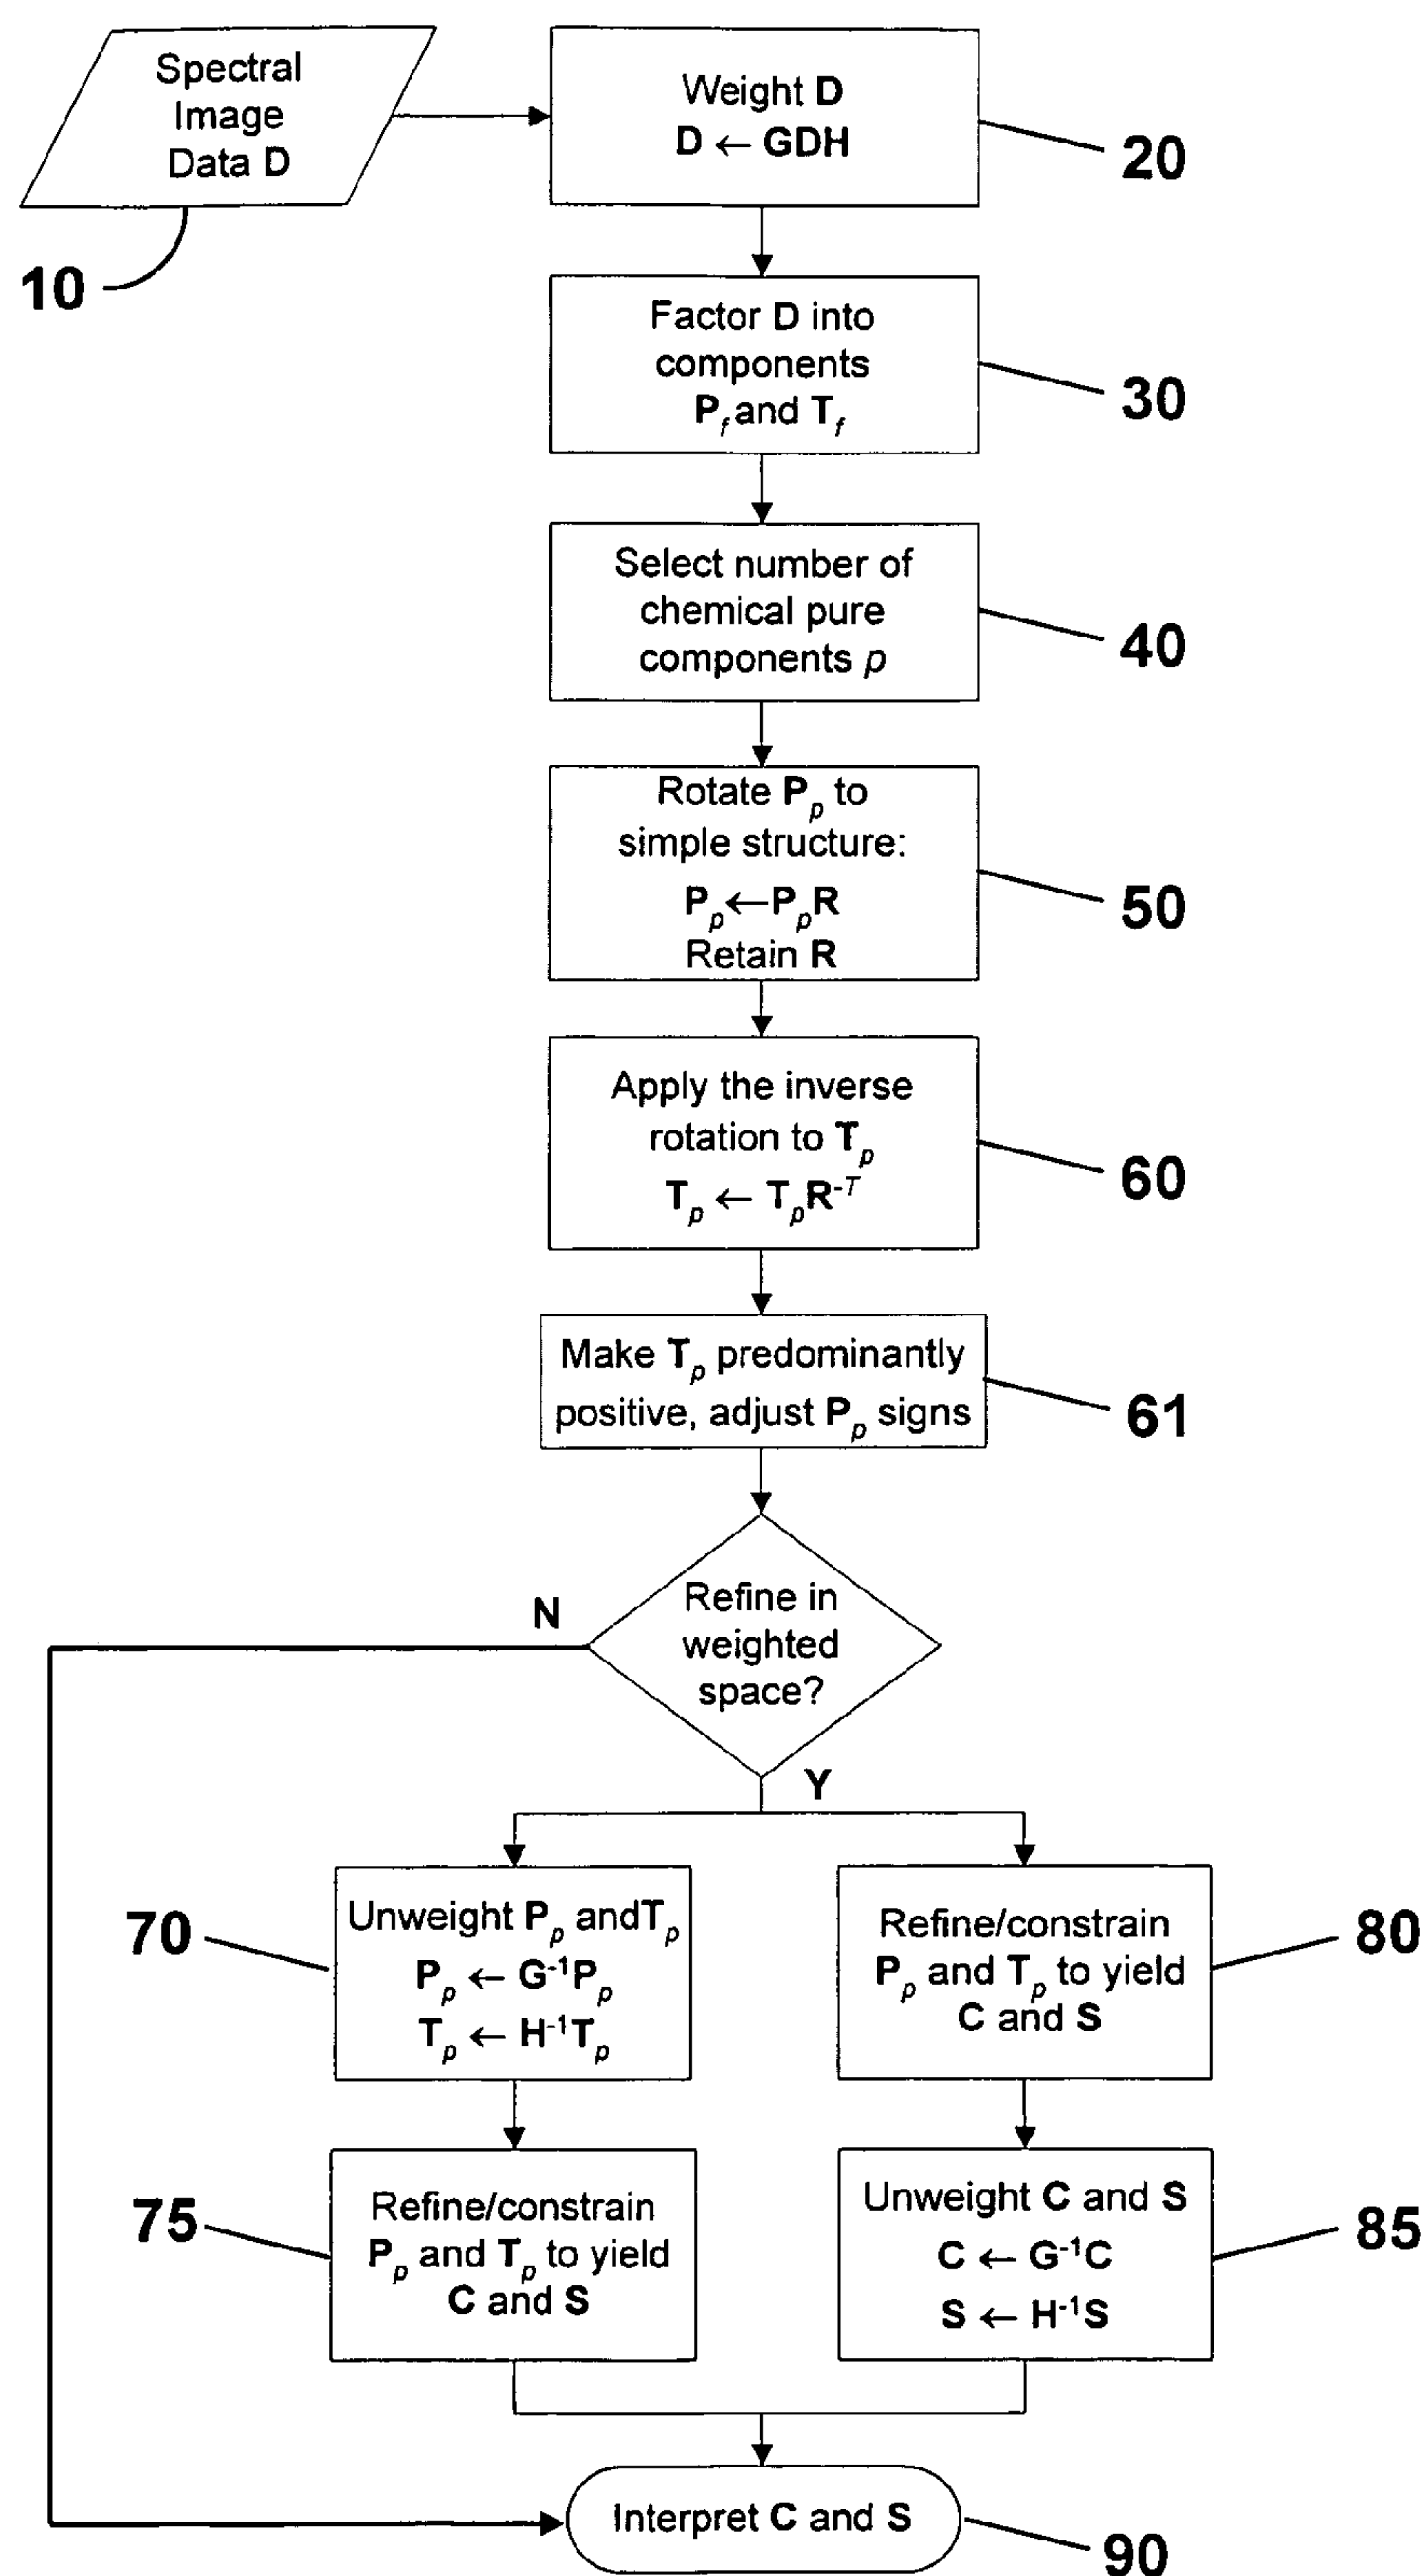 Spectral
Image
Data D
10
Weight D
D ← GDH
20
Factor D into
components
P_f and T_f
30
Select number of
chemical pure
components p
40
Rotate P_p to
simple structure:
P_p←P_pR
Retain R
50
Apply the inverse
rotation to T_p
T_p ← T_pR^-T
60
Make T_p predominantly
positive, adjust P_p signs
61
Refine in
weighted
space?
N
Y
Unweight P_p andT_p
P_p ← G^-1P_p
T_p ← H^-1T_p
70
Refine/constrain
P_p and T_p to yield
C and S
80
Refine/constrain
P_p and T_p to yield
C and S
75
Unweight C and S
C ← G^-1C
S ← H^-1S
85
Interpret C and S
90